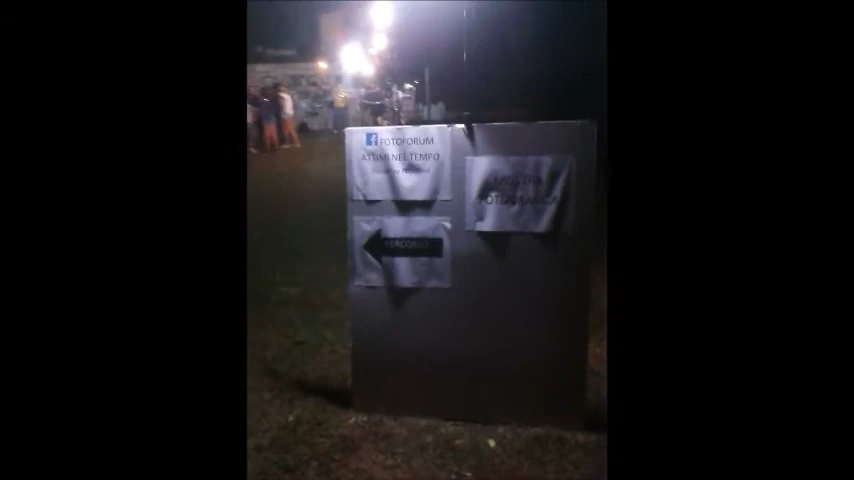 FOTOFORUM
ATTIMI NEL TEMPO
PERCORSO
MOSTRA
FOTOGRAFICA